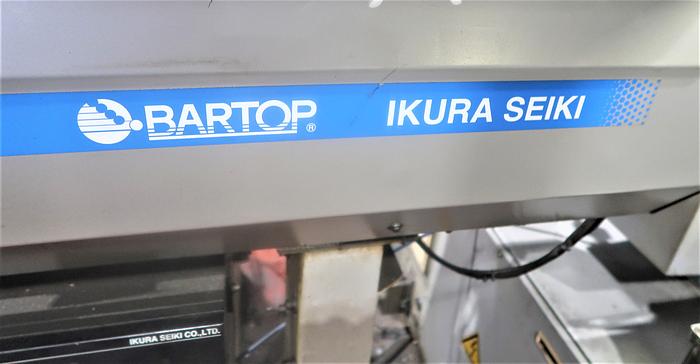 BARTOP® IKURA SEIKI
IKURA SEIKI CO.,LTD.